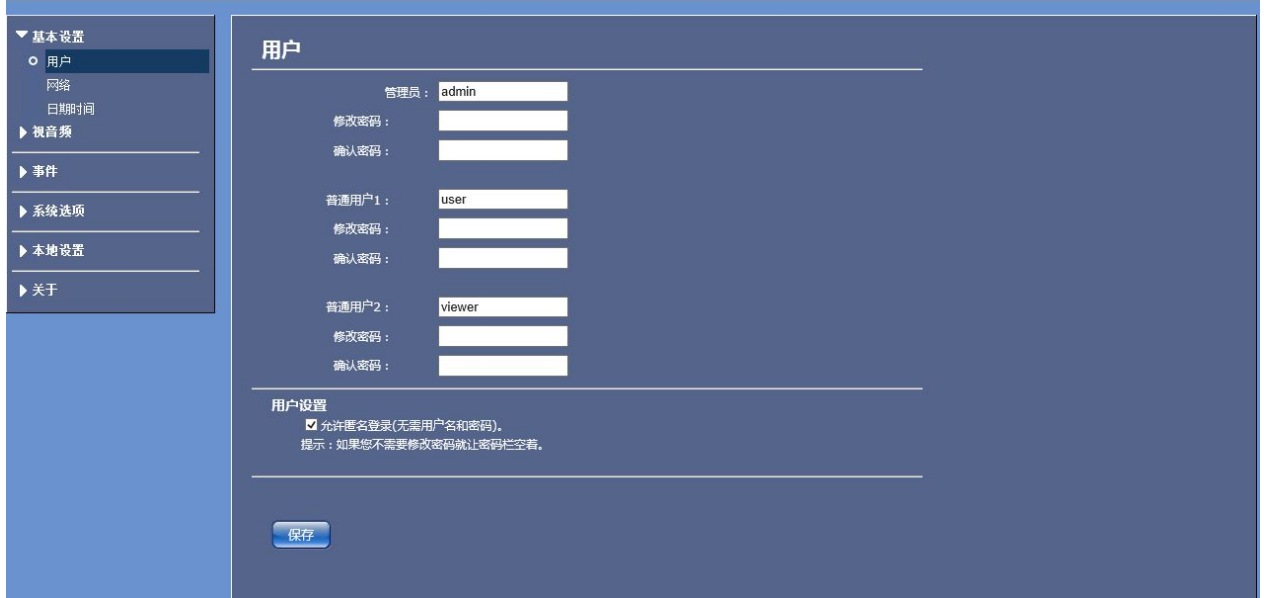 基本设置
用户
网络
日期时间
视音频
事件
系统选项
本地设置
关于
用户
管理员： admin
修改密码：
确认密码：
普通用户1： user
修改密码：
确认密码：
普通用户2： viewer
修改密码：
确认密码：
用户设置
允许匿名登录(无需用户名和密码)。
提示：如果您不需要修改密码就让密码栏空着。
保存